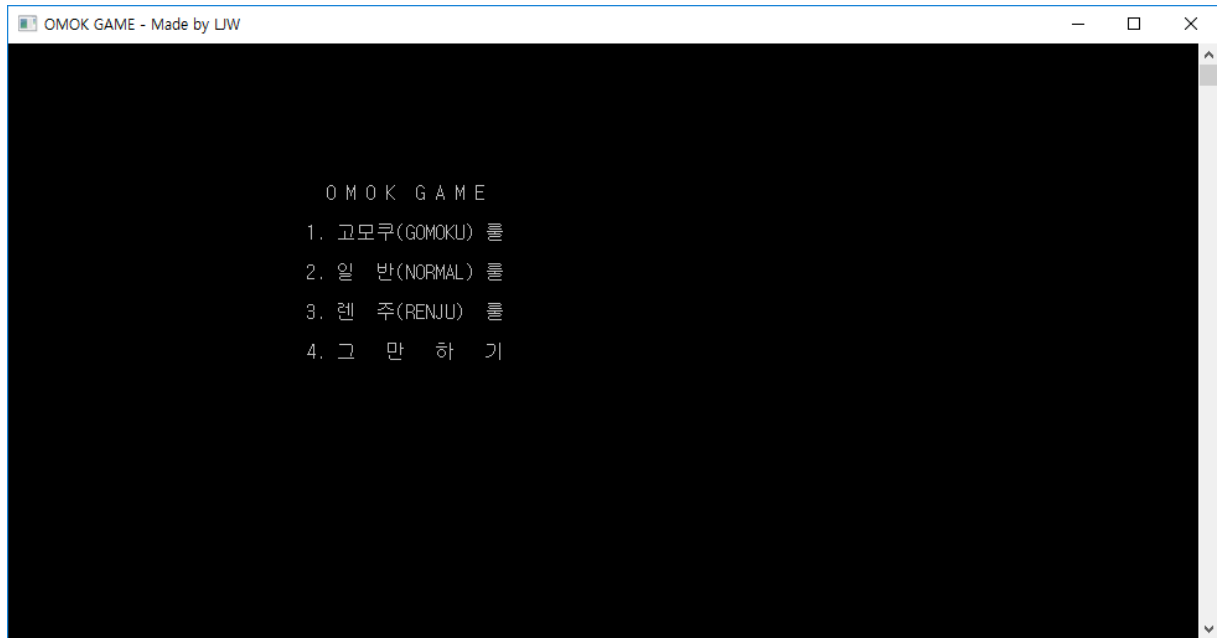 OMOK GAME - Made by LJW
O M O K  G A M E
1. 고모쿠(GOMOKU) 룰
2. 일  반(NORMAL) 룰
3. 렌  주(RENJU)  룰
4. 그  만  하  기